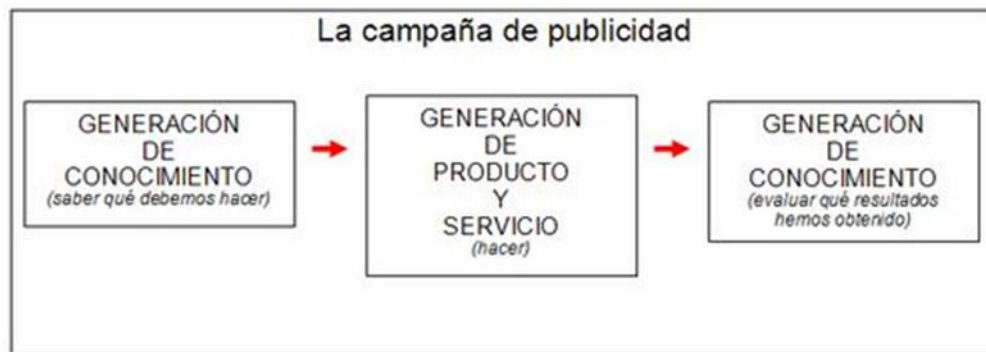 La campaña de publicidad
GENERACIÓN
DE
CONOCIMIENTO
(saber qué debemos hacer)
GENERACIÓN
DE
PRODUCTO
Y
SERVICIO
(hacer)
GENERACIÓN
DE
CONOCIMIENTO
(evaluar qué resultados
hemos obtenido)